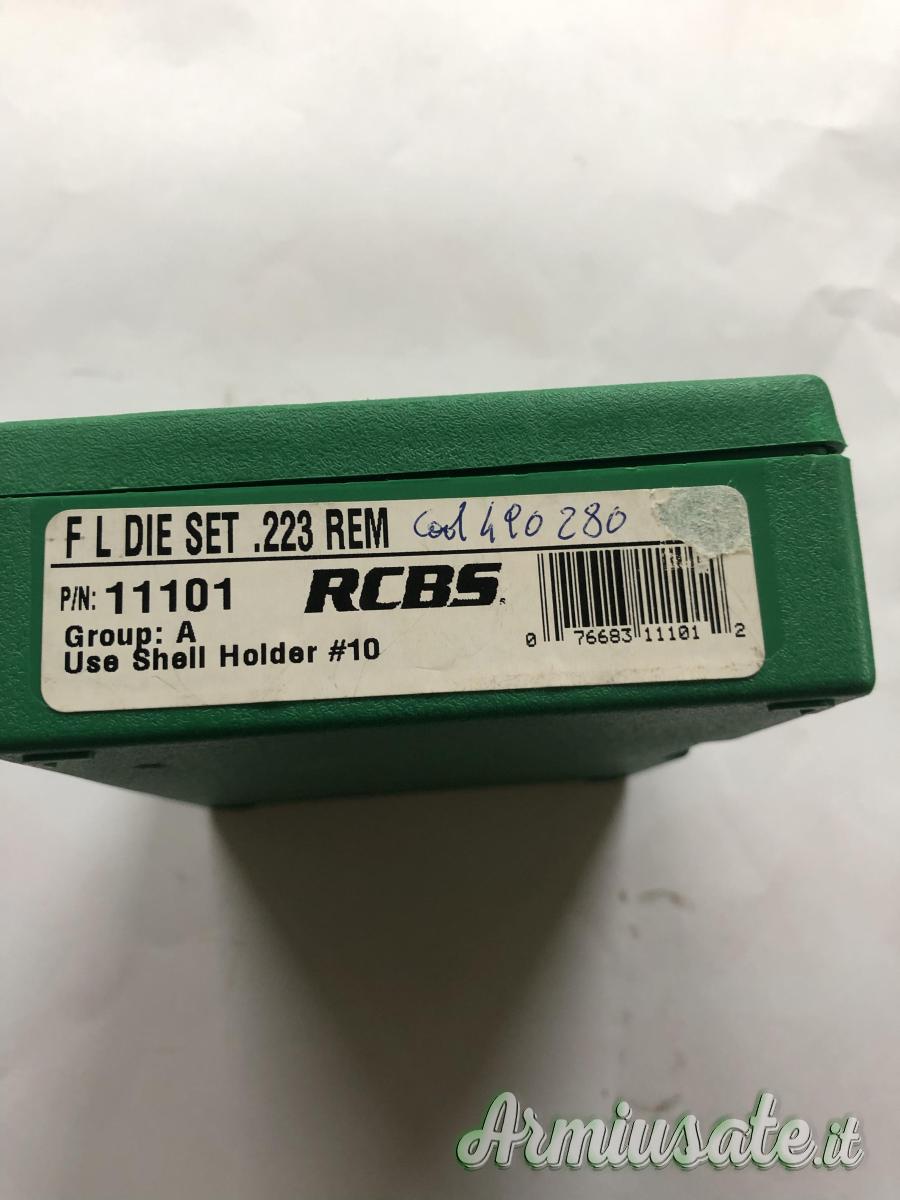 F L DIE SET .223 REM Cod 490 280
P/N: 11101 RCBS
Group: A
Use Shell Holder #10
0 76683 11101 2
Armiusate.it